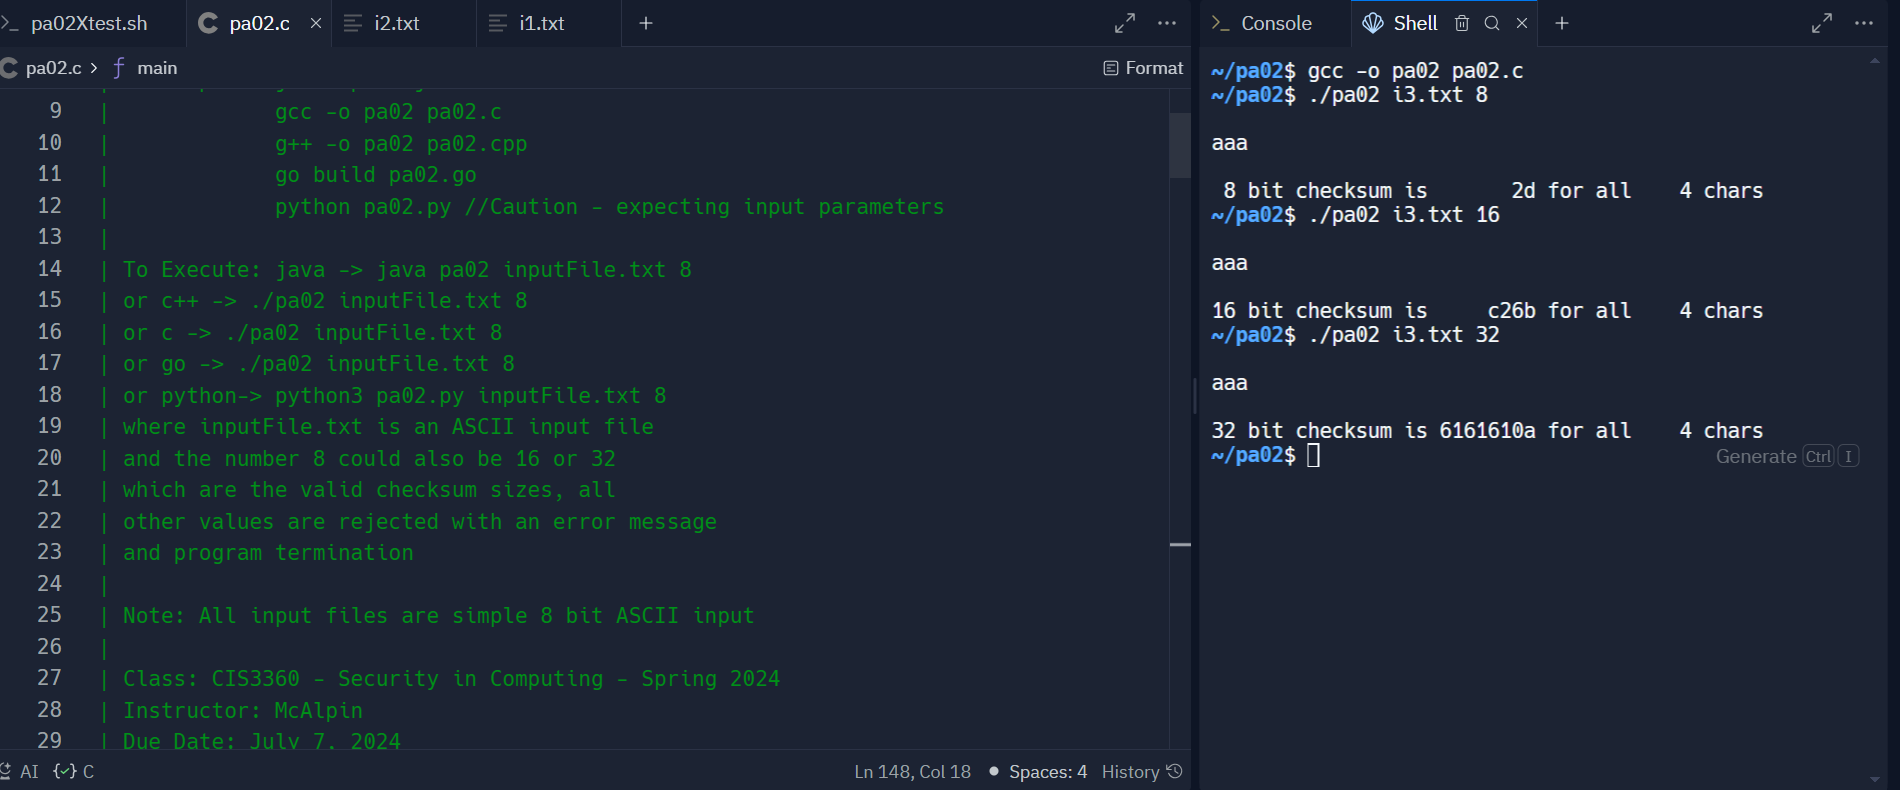 pa02Xtest.sh
pa02.c
i2.txt
i1.txt
pa02.c > main
Format
9 | gcc -o pa02 pa02.c
10 | g++ -o pa02 pa02.cpp
11 | go build pa02.go
12 | python pa02.py //Caution - expecting input parameters
13 |
14 | To Execute: java -> java pa02 inputFile.txt 8
15 | or c++ -> ./pa02 inputFile.txt 8
16 | or c -> ./pa02 inputFile.txt 8
17 | or go -> ./pa02 inputFile.txt 8
18 | or python-> python3 pa02.py inputFile.txt 8
19 | where inputFile.txt is an ASCII input file
20 | and the number 8 could also be 16 or 32
21 | which are the valid checksum sizes, all
22 | other values are rejected with an error message
23 | and program termination
24 |
25 | Note: All input files are simple 8 bit ASCII input
26 |
27 | Class: CIS3360 - Security in Computing - Spring 2024
28 | Instructor: McAlpin
29 | Due Date: July 7, 2024
AI
C
Ln 148, Col 18
Spaces: 4
History
Console
Shell
~/pa02$ gcc -o pa02 pa02.c
~/pa02$ ./pa02 i3.txt 8
aaa
8 bit checksum is 2d for all 4 chars
~/pa02$ ./pa02 i3.txt 16
aaa
16 bit checksum is c26b for all 4 chars
~/pa02$ ./pa02 i3.txt 32
aaa
32 bit checksum is 6161610a for all 4 chars
~/pa02$
Generate Ctrl I